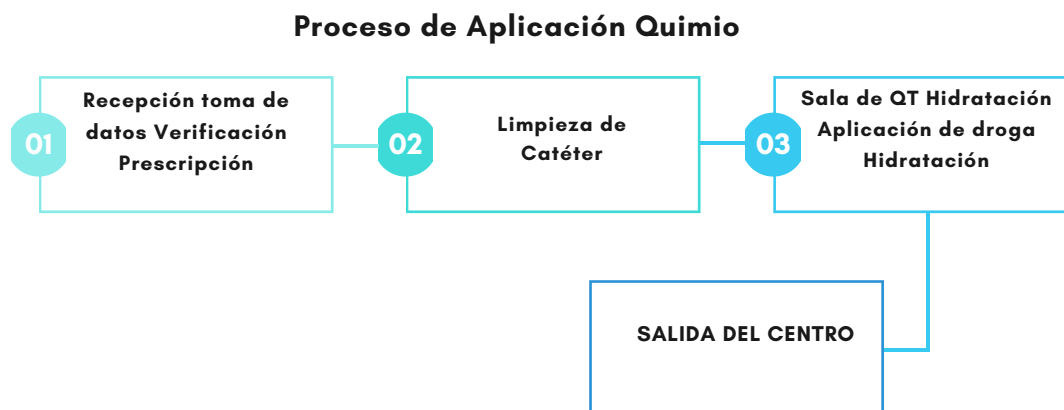 Proceso de Aplicación Quimio
01
Recepción toma de
datos Verificación
Prescripción
02
Limpieza de
Catéter
03
Sala de QT Hidratación
Aplicación de droga
Hidratación
SALIDA DEL CENTRO